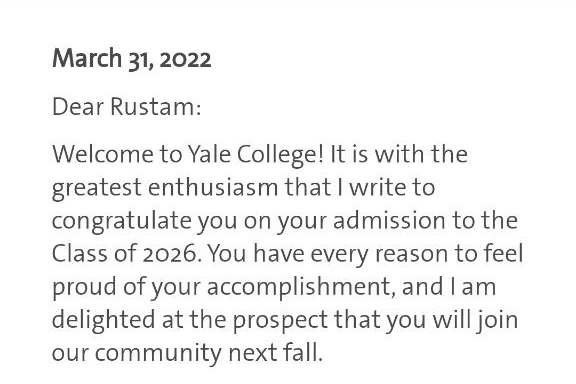 March 31, 2022
Dear Rustam:
Welcome to Yale College! It is with the
greatest enthusiasm that I write to
congratulate you on your admission to the
Class of 2026. You have every reason to feel
proud of your accomplishment, and I am
delighted at the prospect that you will join
our community next fall.